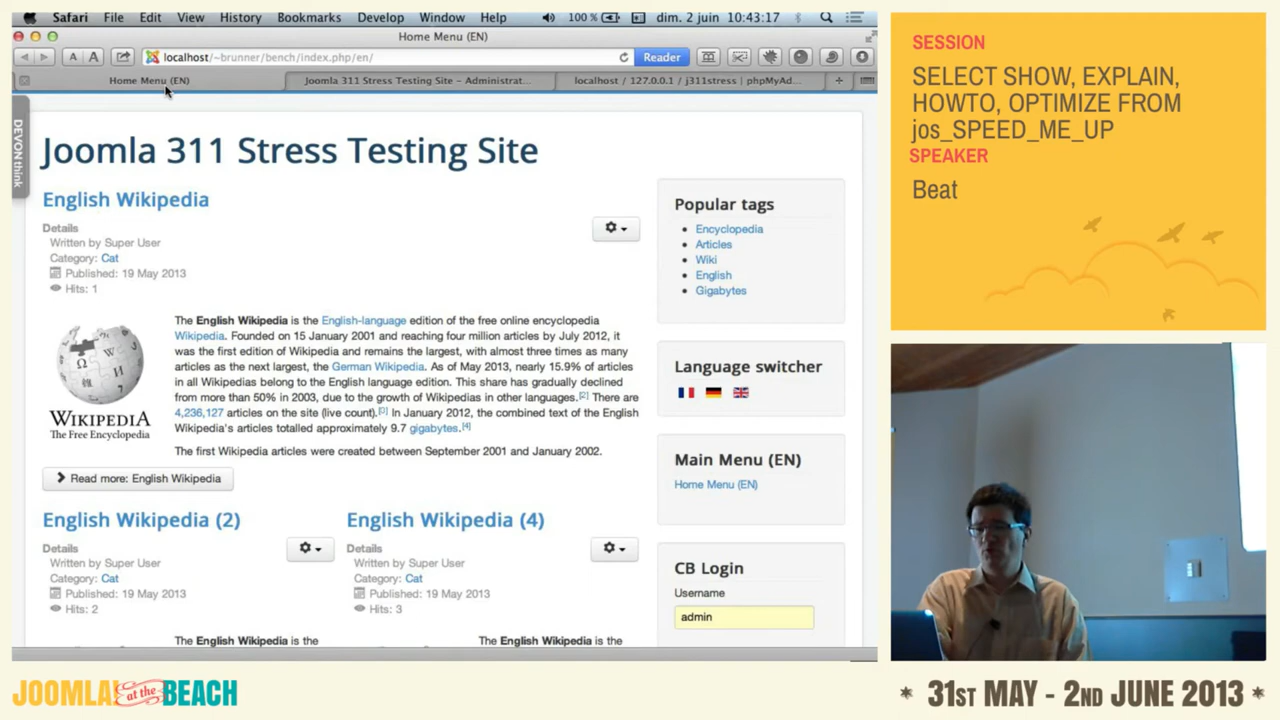 Safari File Edit View History Bookmarks Develop Window Help 100 % dim. 2 juin 10:43:17
Home Menu (EN)
A A localhost/~brunner/bench/index.php/en/ Reader
Home Menu (EN) Joomla 311 Stress Testing Site – Administrat... localhost / 127.0.0.1 / j311stress | phpMyAd... +
DEVONthink
Joomla 311 Stress Testing Site
English Wikipedia
Details
Written by Super User
Category: Cat
Published: 19 May 2013
Hits: 1
WIKIPEDIA
The Free Encyclopedia
The English Wikipedia is the English-language edition of the free online encyclopedia
Wikipedia. Founded on 15 January 2001 and reaching four million articles by July 2012, it
was the first edition of Wikipedia and remains the largest, with almost three times as many
articles as the next largest, the German Wikipedia. As of May 2013, nearly 15.9% of articles
in all Wikipedias belong to the English language edition. This share has gradually declined
from more than 50% in 2003, due to the growth of Wikipedias in other languages.[2] There are
4,236,127 articles on the site (live count).[3] In January 2012, the combined text of the English
Wikipedia's articles totalled approximately 9.7 gigabytes.[4]
The first Wikipedia articles were created between September 2001 and January 2002.
Read more: English Wikipedia
English Wikipedia (2)
Details
Written by Super User
Category: Cat
Published: 19 May 2013
Hits: 2
The English Wikipedia is the
English Wikipedia (4)
Details
Written by Super User
Category: Cat
Published: 19 May 2013
Hits: 3
The English Wikipedia is the
Popular tags
Encyclopedia
Articles
Wiki
English
Gigabytes
Language switcher
Main Menu (EN)
Home Menu (EN)
CB Login
Username
admin
SESSION
SELECT SHOW, EXPLAIN,
HOWTO, OPTIMIZE FROM
jos_SPEED_ME_UP
SPEAKER
Beat
JOOMLA! at the BEACH
* 31ST MAY - 2ND JUNE 2013 *